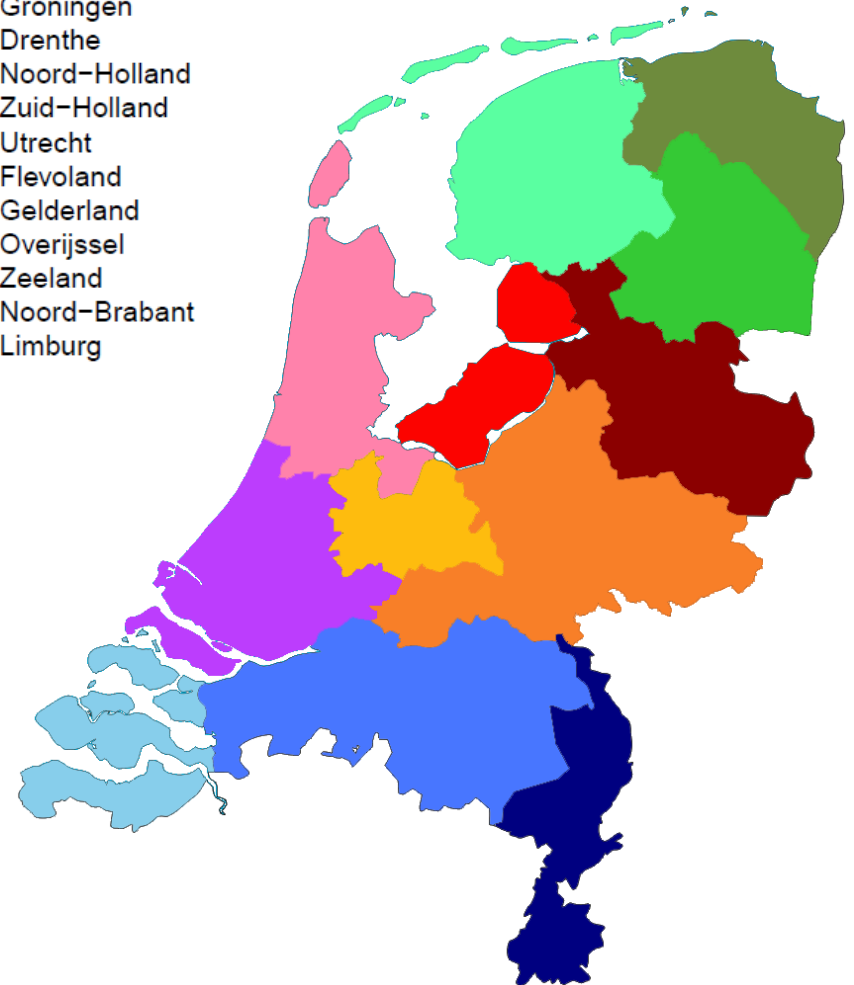 Groningen
Drenthe
Noord−Holland
Zuid−Holland
Utrecht
Flevoland
Gelderland
Overijssel
Zeeland
Noord−Brabant
Limburg